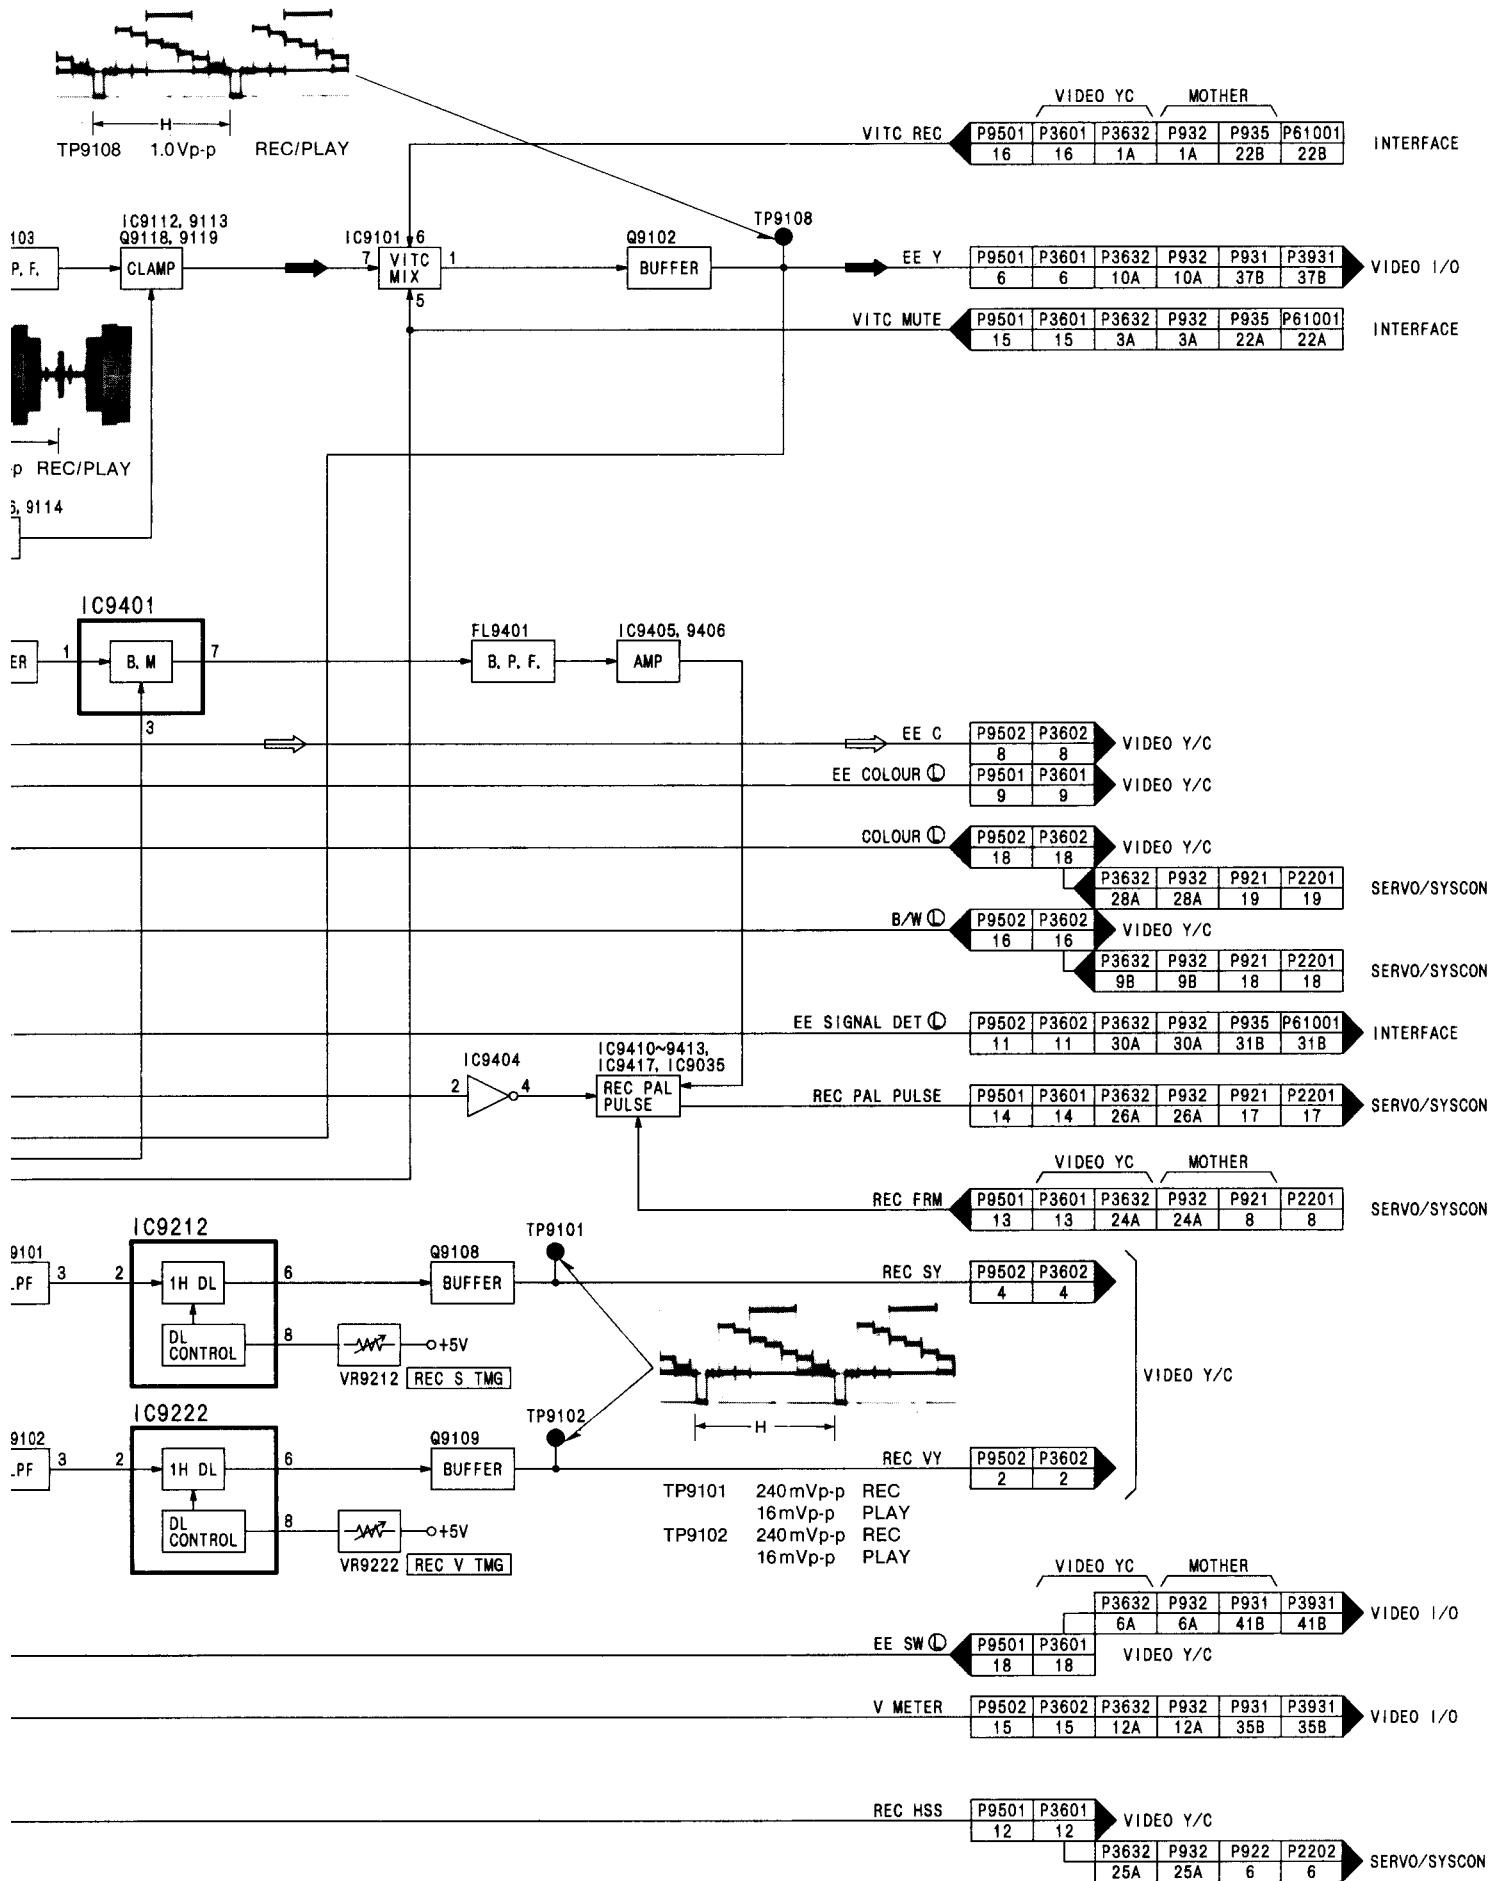 H
TP9108 1.0Vp-p REC/PLAY
VIDEO YC MOTHER
VITC REC P9501 P3601 P3632 P932 P935 P61001 INTERFACE
16 16 1A 1A 22B 22B
IC9112, 9113
Q9118, 9119
103
P. F.
CLAMP
IC9101 6
7 VITC MIX 1
5
Q9102
BUFFER
TP9108
EE Y P9501 P3601 P3632 P932 P931 P3931 VIDEO I/O
6 6 10A 10A 37B 37B
VITC MUTE P9501 P3601 P3632 P932 P935 P61001 INTERFACE
15 15 3A 3A 22A 22A
p REC/PLAY
6, 9114
IC9401
ER 1 B. M 7
3
FL9401
B. P. F.
IC9405, 9406
AMP
EE C P9502 P3602 VIDEO Y/C
8 8
EE COLOUR Ⓛ P9501 P3601 VIDEO Y/C
9 9
COLOUR Ⓛ P9502 P3602 VIDEO Y/C
18 18
P3632 P932 P921 P2201 SERVO/SYSCON
28A 28A 19 19
B/W Ⓛ P9502 P3602 VIDEO Y/C
16 16
P3632 P932 P921 P2201 SERVO/SYSCON
9B 9B 18 18
EE SIGNAL DET Ⓛ P9502 P3602 P3632 P932 P935 P61001 INTERFACE
11 11 30A 30A 31B 31B
IC9404
2 4
IC9410~9413,
IC9417, IC9035
REC PAL
PULSE
REC PAL PULSE P9501 P3601 P3632 P932 P921 P2201 SERVO/SYSCON
14 14 26A 26A 17 17
VIDEO YC MOTHER
REC FRM P9501 P3601 P3632 P932 P921 P2201 SERVO/SYSCON
13 13 24A 24A 8 8
IC9212
9101
LPF 3 2 1H DL 6
DL
CONTROL 8
VR9212 REC S TMG
+5V
Q9108
BUFFER
TP9101
REC SY P9502 P3602
4 4
H
VIDEO Y/C
IC9222
9102
LPF 3 2 1H DL 6
DL
CONTROL 8
VR9222 REC V TMG
+5V
Q9109
BUFFER
TP9102
REC VY P9502 P3602
2 2
TP9101 240mVp-p REC
16mVp-p PLAY
TP9102 240mVp-p REC
16mVp-p PLAY
VIDEO YC MOTHER
P3632 P932 P931 P3931 VIDEO I/O
6A 6A 41B 41B
EE SW Ⓛ P9501 P3601 VIDEO Y/C
18 18
V METER P9502 P3602 P3632 P932 P931 P3931 VIDEO I/O
15 15 12A 12A 35B 35B
REC HSS P9501 P3601 VIDEO Y/C
12 12
P3632 P932 P922 P2202 SERVO/SYSCON
25A 25A 6 6